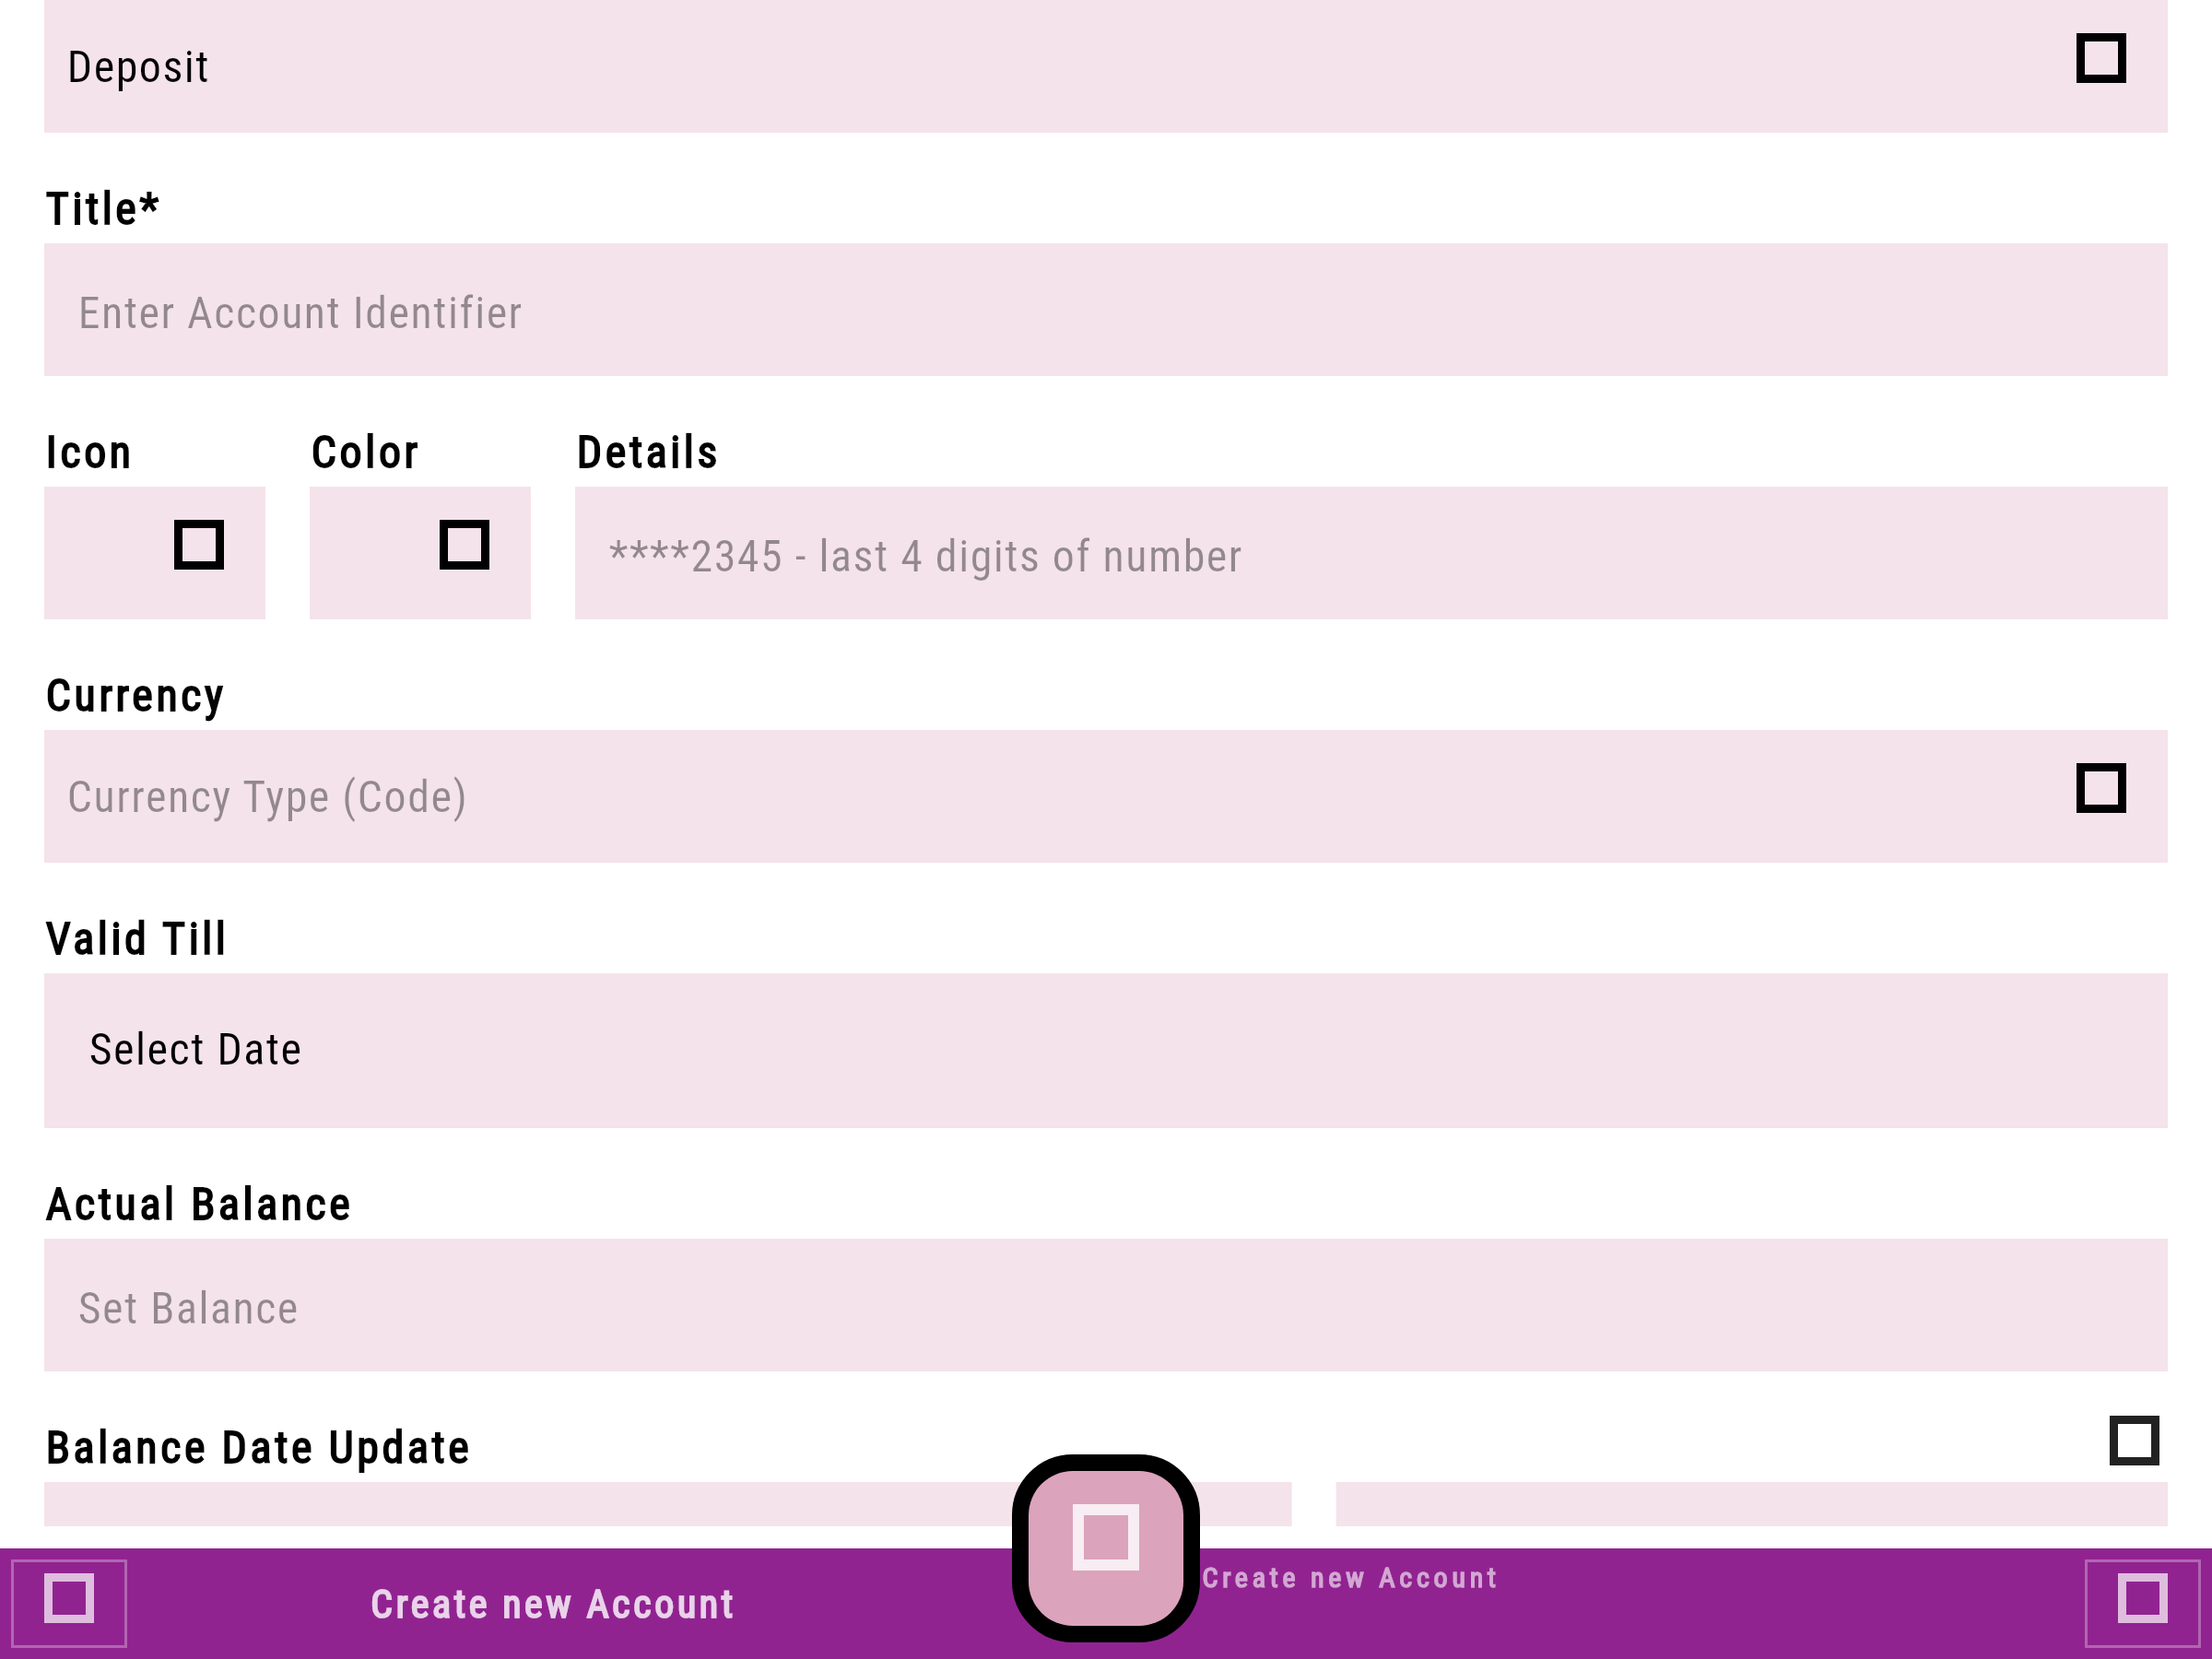 Deposit
Title*
Enter Account Identifier
Icon
Color
Details
****2345 - last 4 digits of number
Currency
Currency Type (Code)
Valid Till
Select Date
Actual Balance
Set Balance
Balance Date Update
Create new Account
Create new Account